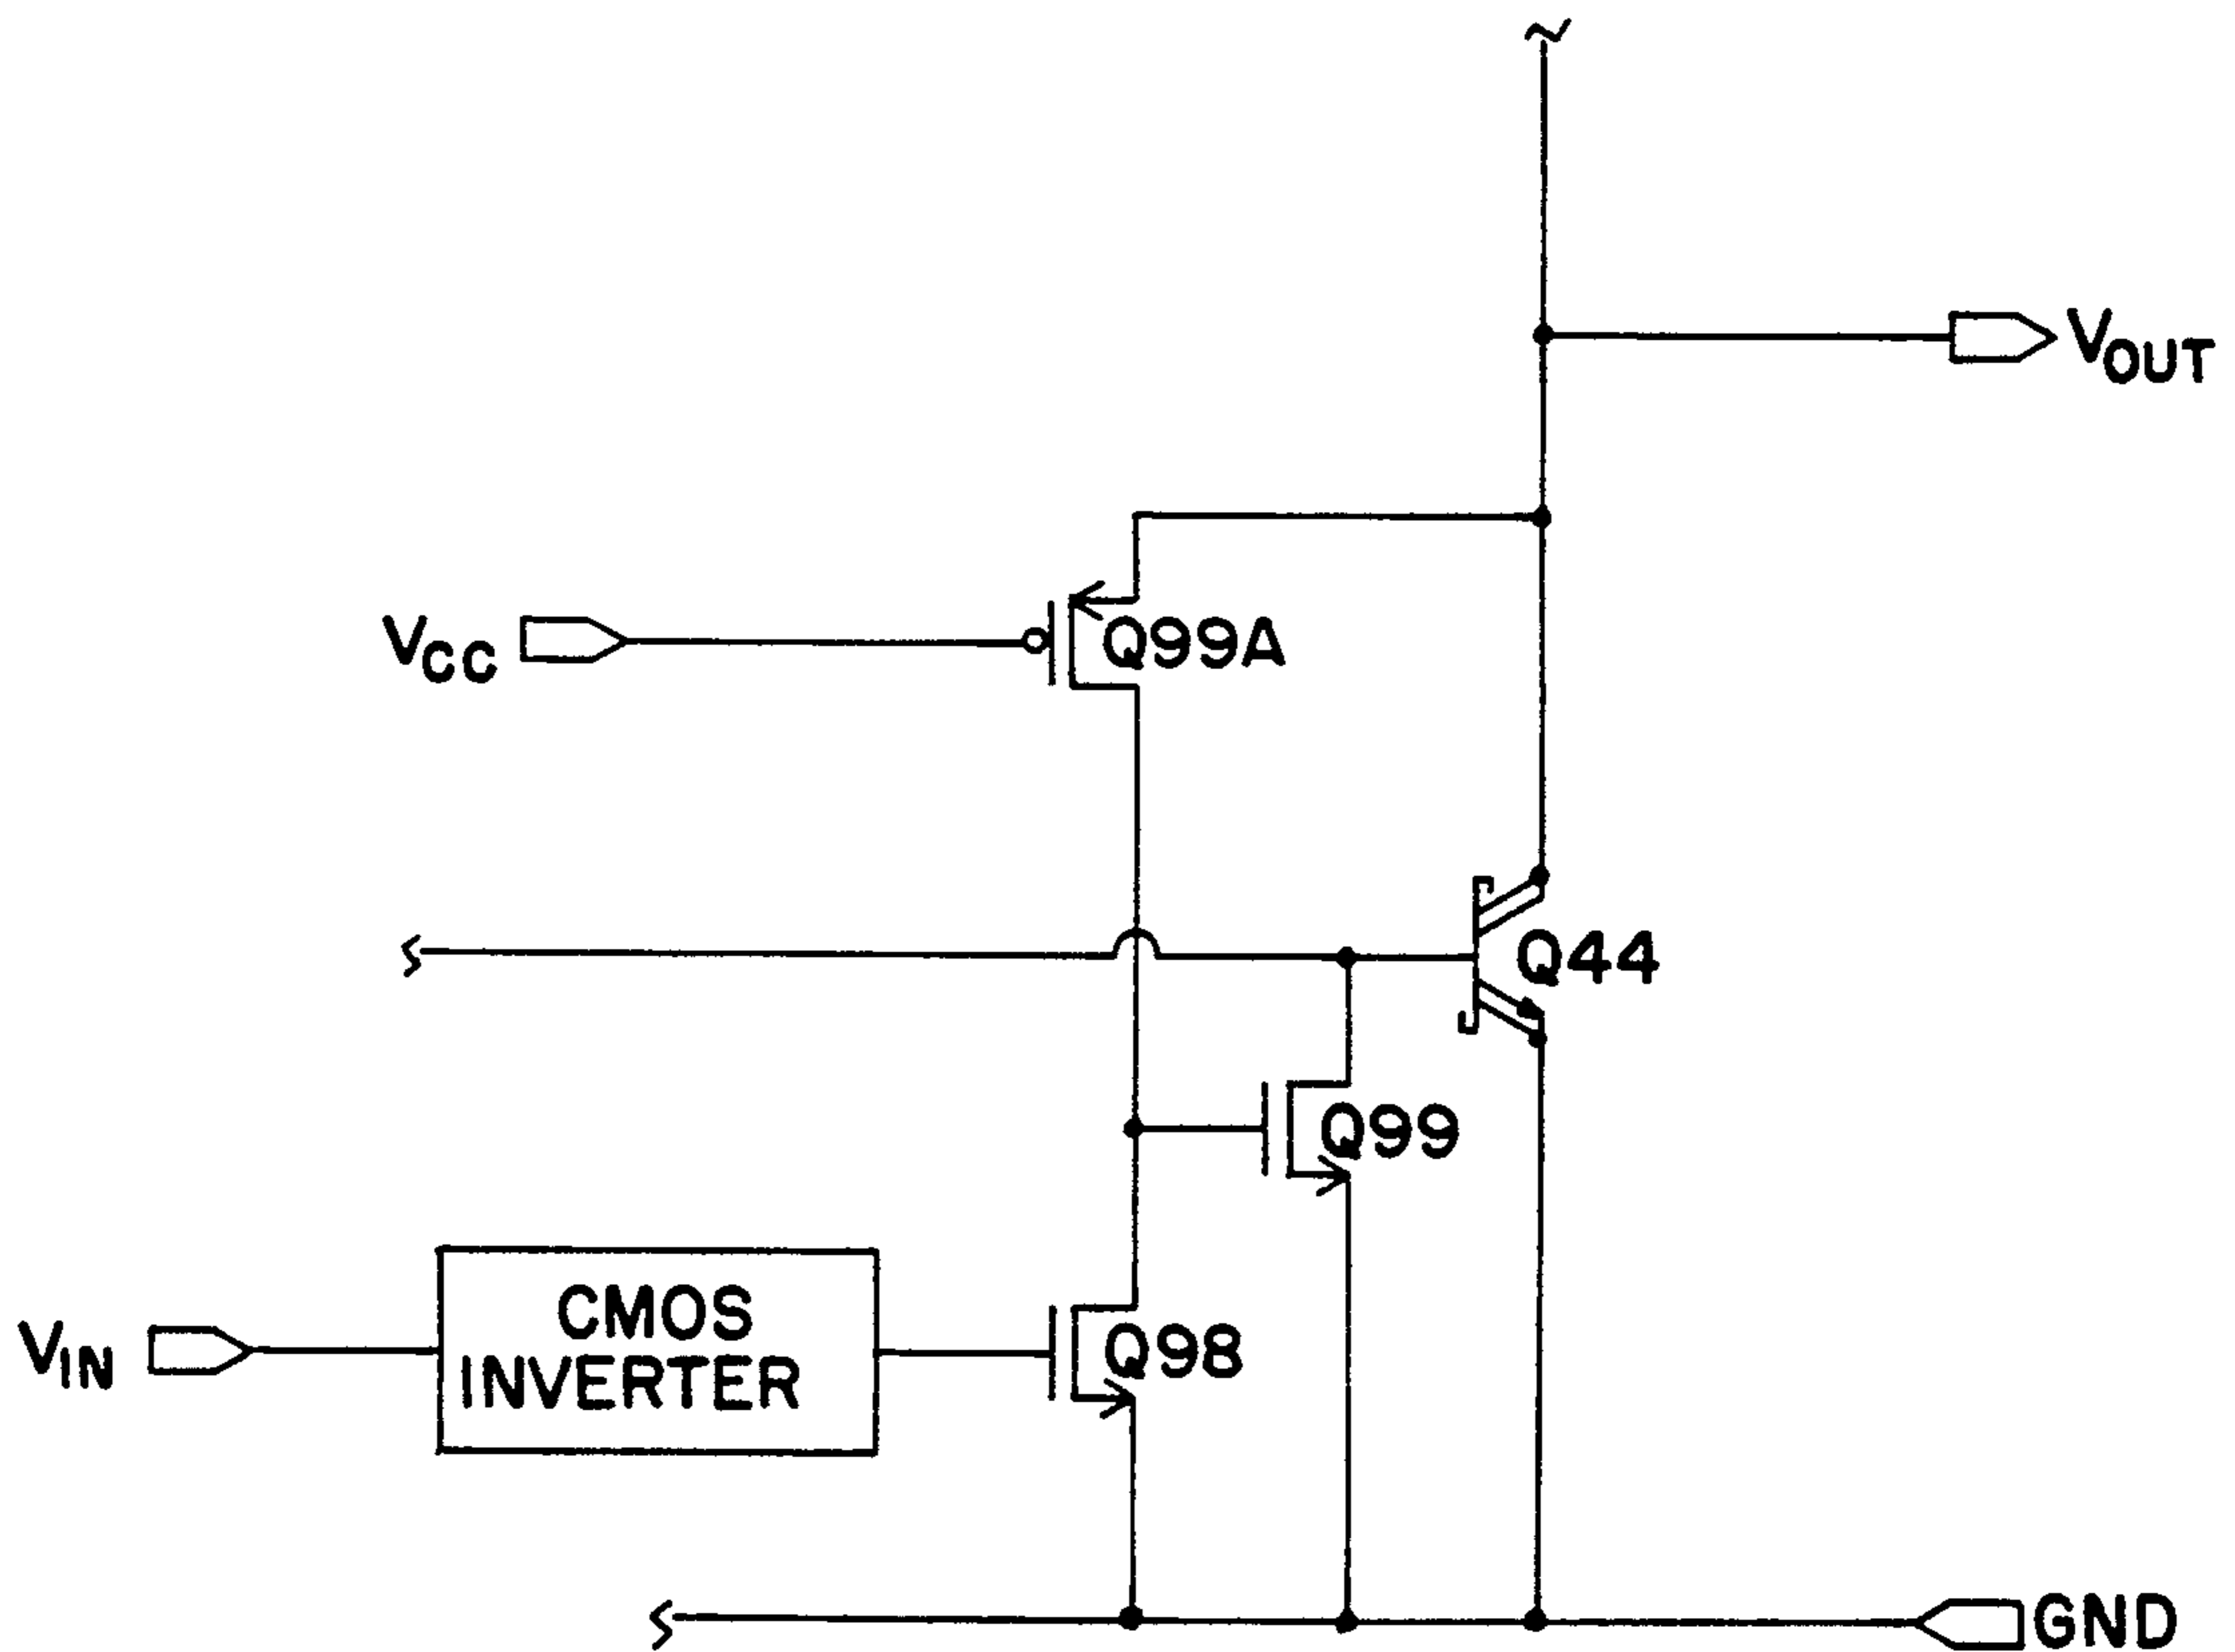 VOUT
VCC
Q99A
Q44
Q99
CMOS
INVERTER
VIN
Q98
GND